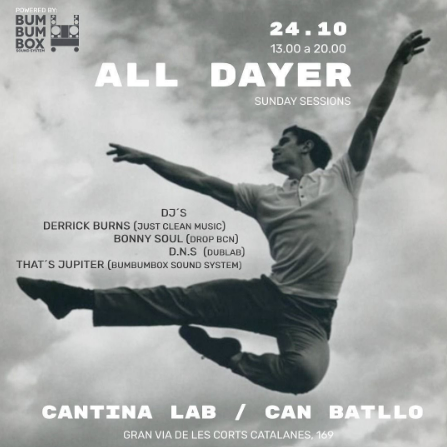 POWERED BY:
BUM
BUM
BOX
SOUND SYSTEM
24.10
13.00 a 20.00
ALL DAYER
SUNDAY SESSIONS
DJ´S
DERRICK BURNS (JUST CLEAN MUSIC)
BONNY SOUL (DROP BCN)
D.N.S (DUBLAB)
THAT´S JUPITER (BUMBUMBOX SOUND SYSTEM)
CANTINA LAB / CAN BATLLO
GRAN VIA DE LES CORTS CATALANES, 169